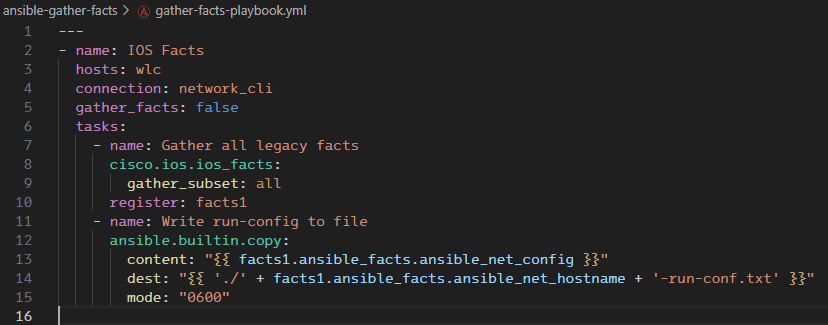 ansible-gather-facts > gather-facts-playbook.yml
1 ---
2 - name: IOS Facts
3   hosts: wlc
4   connection: network_cli
5   gather_facts: false
6   tasks:
7     - name: Gather all legacy facts
8       cisco.ios.ios_facts:
9         gather_subset: all
10       register: facts1
11     - name: Write run-config to file
12       ansible.builtin.copy:
13         content: "{{ facts1.ansible_facts.ansible_net_config }}"
14         dest: "{{ './' + facts1.ansible_facts.ansible_net_hostname + '-run-conf.txt' }}"
15         mode: "0600"
16